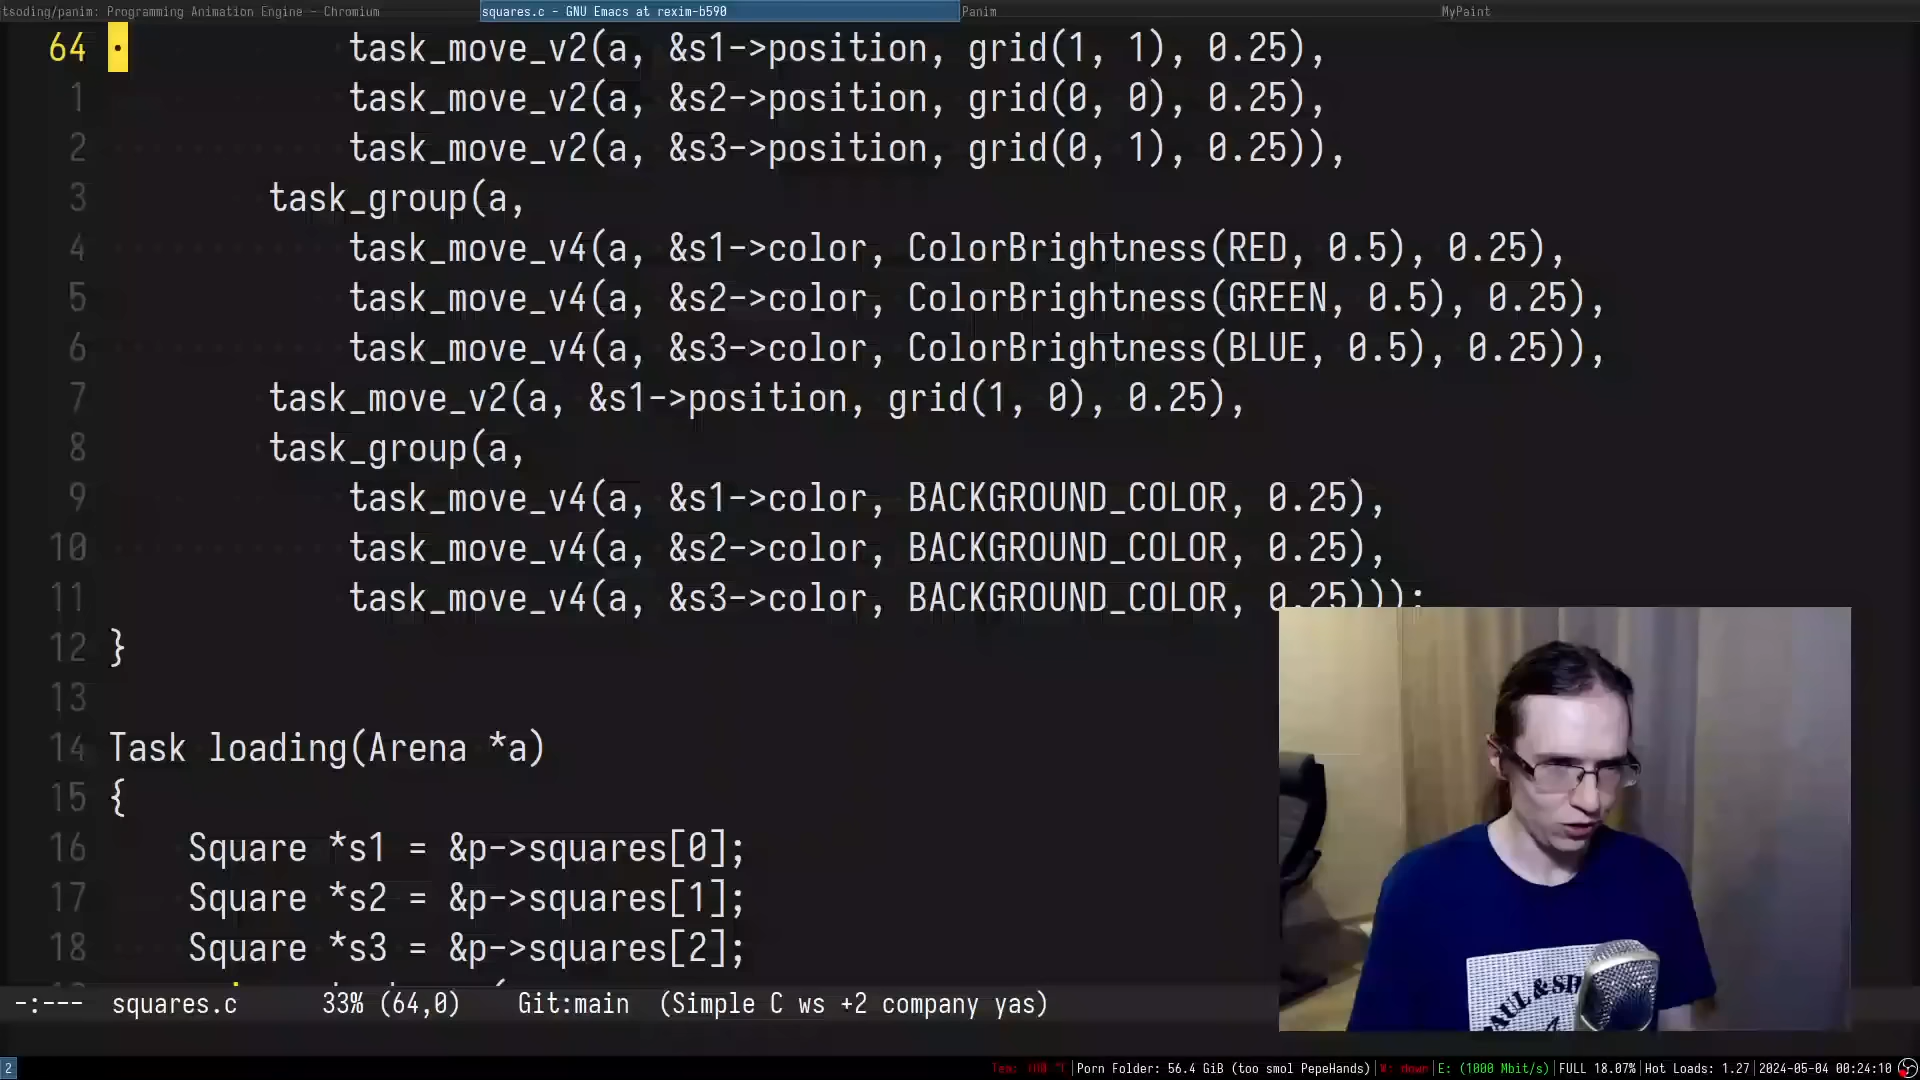 tsoding/panim: Programming Animation Engine - Chromium
squares.c - GNU Emacs at rexim-b590
Panim
MyPaint
64 task_move_v2(a, &s1->position, grid(1, 1), 0.25),
1 task_move_v2(a, &s2->position, grid(0, 0), 0.25),
2 task_move_v2(a, &s3->position, grid(0, 1), 0.25)),
3 task_group(a,
4 task_move_v4(a, &s1->color, ColorBrightness(RED, 0.5), 0.25),
5 task_move_v4(a, &s2->color, ColorBrightness(GREEN, 0.5), 0.25),
6 task_move_v4(a, &s3->color, ColorBrightness(BLUE, 0.5), 0.25)),
7 task_move_v2(a, &s1->position, grid(1, 0), 0.25),
8 task_group(a,
9 task_move_v4(a, &s1->color, BACKGROUND_COLOR, 0.25),
10 task_move_v4(a, &s2->color, BACKGROUND_COLOR, 0.25),
11 task_move_v4(a, &s3->color, BACKGROUND_COLOR, 0.25)));
12 }
13
14 Task loading(Arena *a)
15 {
16 Square *s1 = &p->squares[0];
17 Square *s2 = &p->squares[1];
18 Square *s3 = &p->squares[2];
-:--- squares.c 33% (64,0) Git:main (Simple C ws +2 company yas)
2
Porn Folder: 56.4 GiB (too smol PepeHands)|W: down|E: (1000 Mbit/s)|FULL 18.07%|Hot Loads: 1.27|2024-05-04 00:24:10